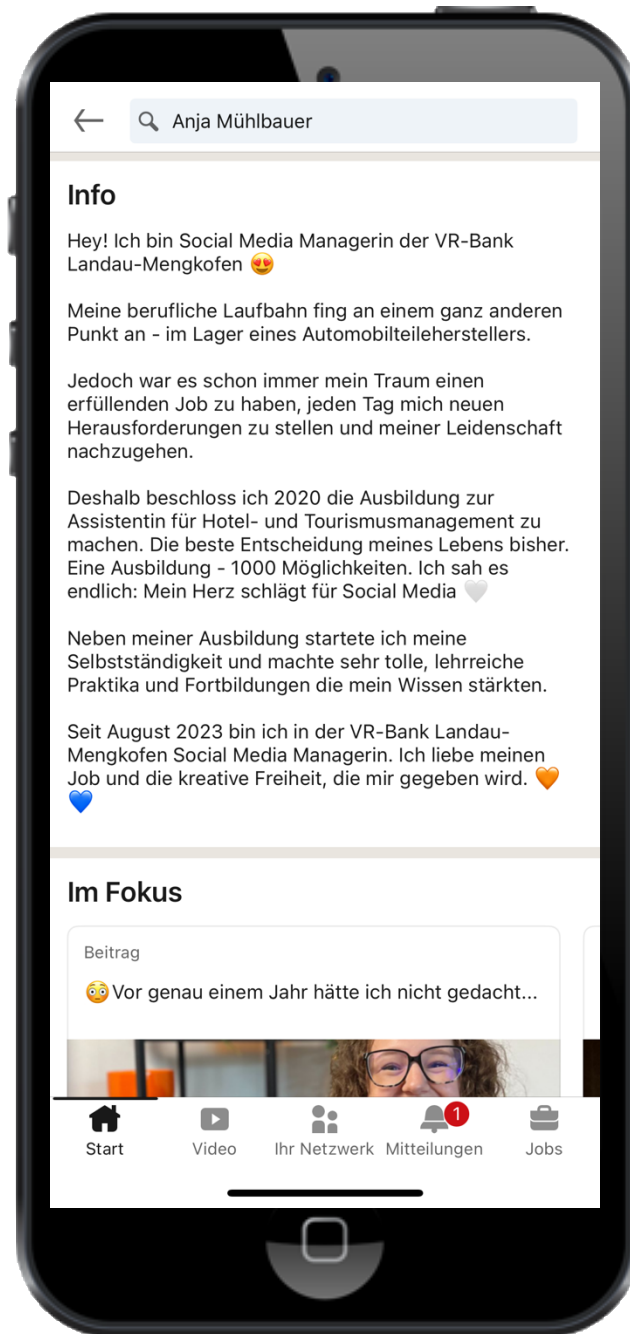 Anja Mühlbauer
Info
Hey! Ich bin Social Media Managerin der VR-Bank
Landau-Mengkofen 😍
Meine berufliche Laufbahn fing an einem ganz anderen
Punkt an - im Lager eines Automobilteileherstellers.
Jedoch war es schon immer mein Traum einen
erfüllenden Job zu haben, jeden Tag mich neuen
Herausforderungen zu stellen und meiner Leidenschaft
nachzugehen.
Deshalb beschloss ich 2020 die Ausbildung zur
Assistentin für Hotel- und Tourismusmanagement zu
machen. Die beste Entscheidung meines Lebens bisher.
Eine Ausbildung - 1000 Möglichkeiten. Ich sah es
endlich: Mein Herz schlägt für Social Media 🤍
Neben meiner Ausbildung startete ich meine
Selbstständigkeit und machte sehr tolle, lehrreiche
Praktika und Fortbildungen die mein Wissen stärkten.
Seit August 2023 bin ich in der VR-Bank Landau-
Mengkofen Social Media Managerin. Ich liebe meinen
Job und die kreative Freiheit, die mir gegeben wird. 🧡
💙
Im Fokus
Beitrag
😳Vor genau einem Jahr hätte ich nicht gedacht...
1
Start Video Ihr Netzwerk Mitteilungen Jobs